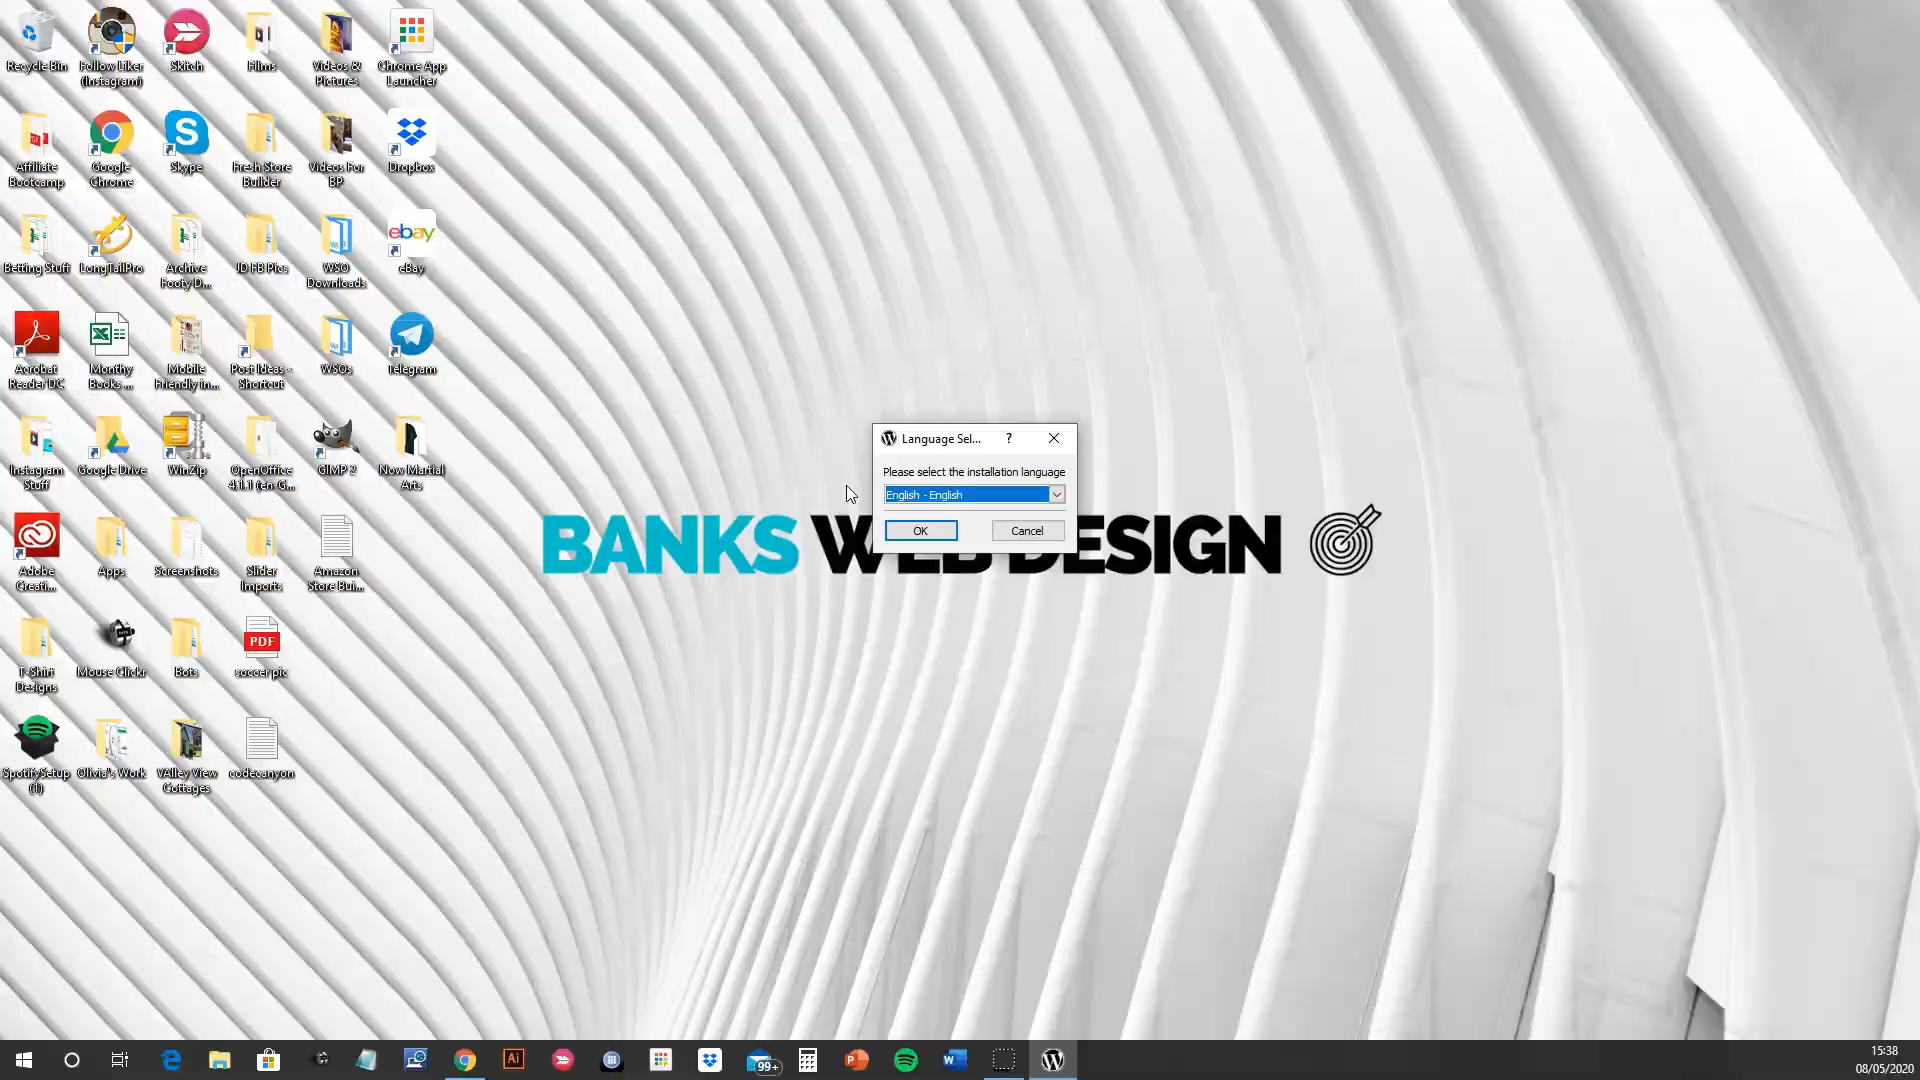 Recycle Bin
Follow Liker
(Instagram)
Skitch
Films
Videos &
Pictures
Chrome App
Launcher
Affiliate
Bootcamp
Google
Chrome
Skype
Fresh Store
Builder
Videos For
BP
Dropbox
Betting Stuff
LongTailPro
Archive
Footy D...
JD FB Pics
WSO
Downloads
ebay
eBay
Acrobat
Reader DC
Monthy
Books ...
Mobile
Friendly in...
Post Ideas -
Shortcut
WSOs
Telegram
Instagram
Stuff
Google Drive
WinZip
OpenOffice
4.1.1 (en-G...
GIMP 2
Now Martial
Arts
Adobe
Creati...
Apps
Screenshots
Slider
Imports
Amazon
Store Bui...
T-Shirt
Designs
Mouse Clickr
Bots
PDF
soccer pic
SpotifySetup
(1)
Olivia's Work
VAlley View
Cottages
codecanyon
Language Sel...
?
Please select the installation language
English - English
OK
Cancel
BANKS WEB DESIGN
Ai
99+
15:38
08/05/2020